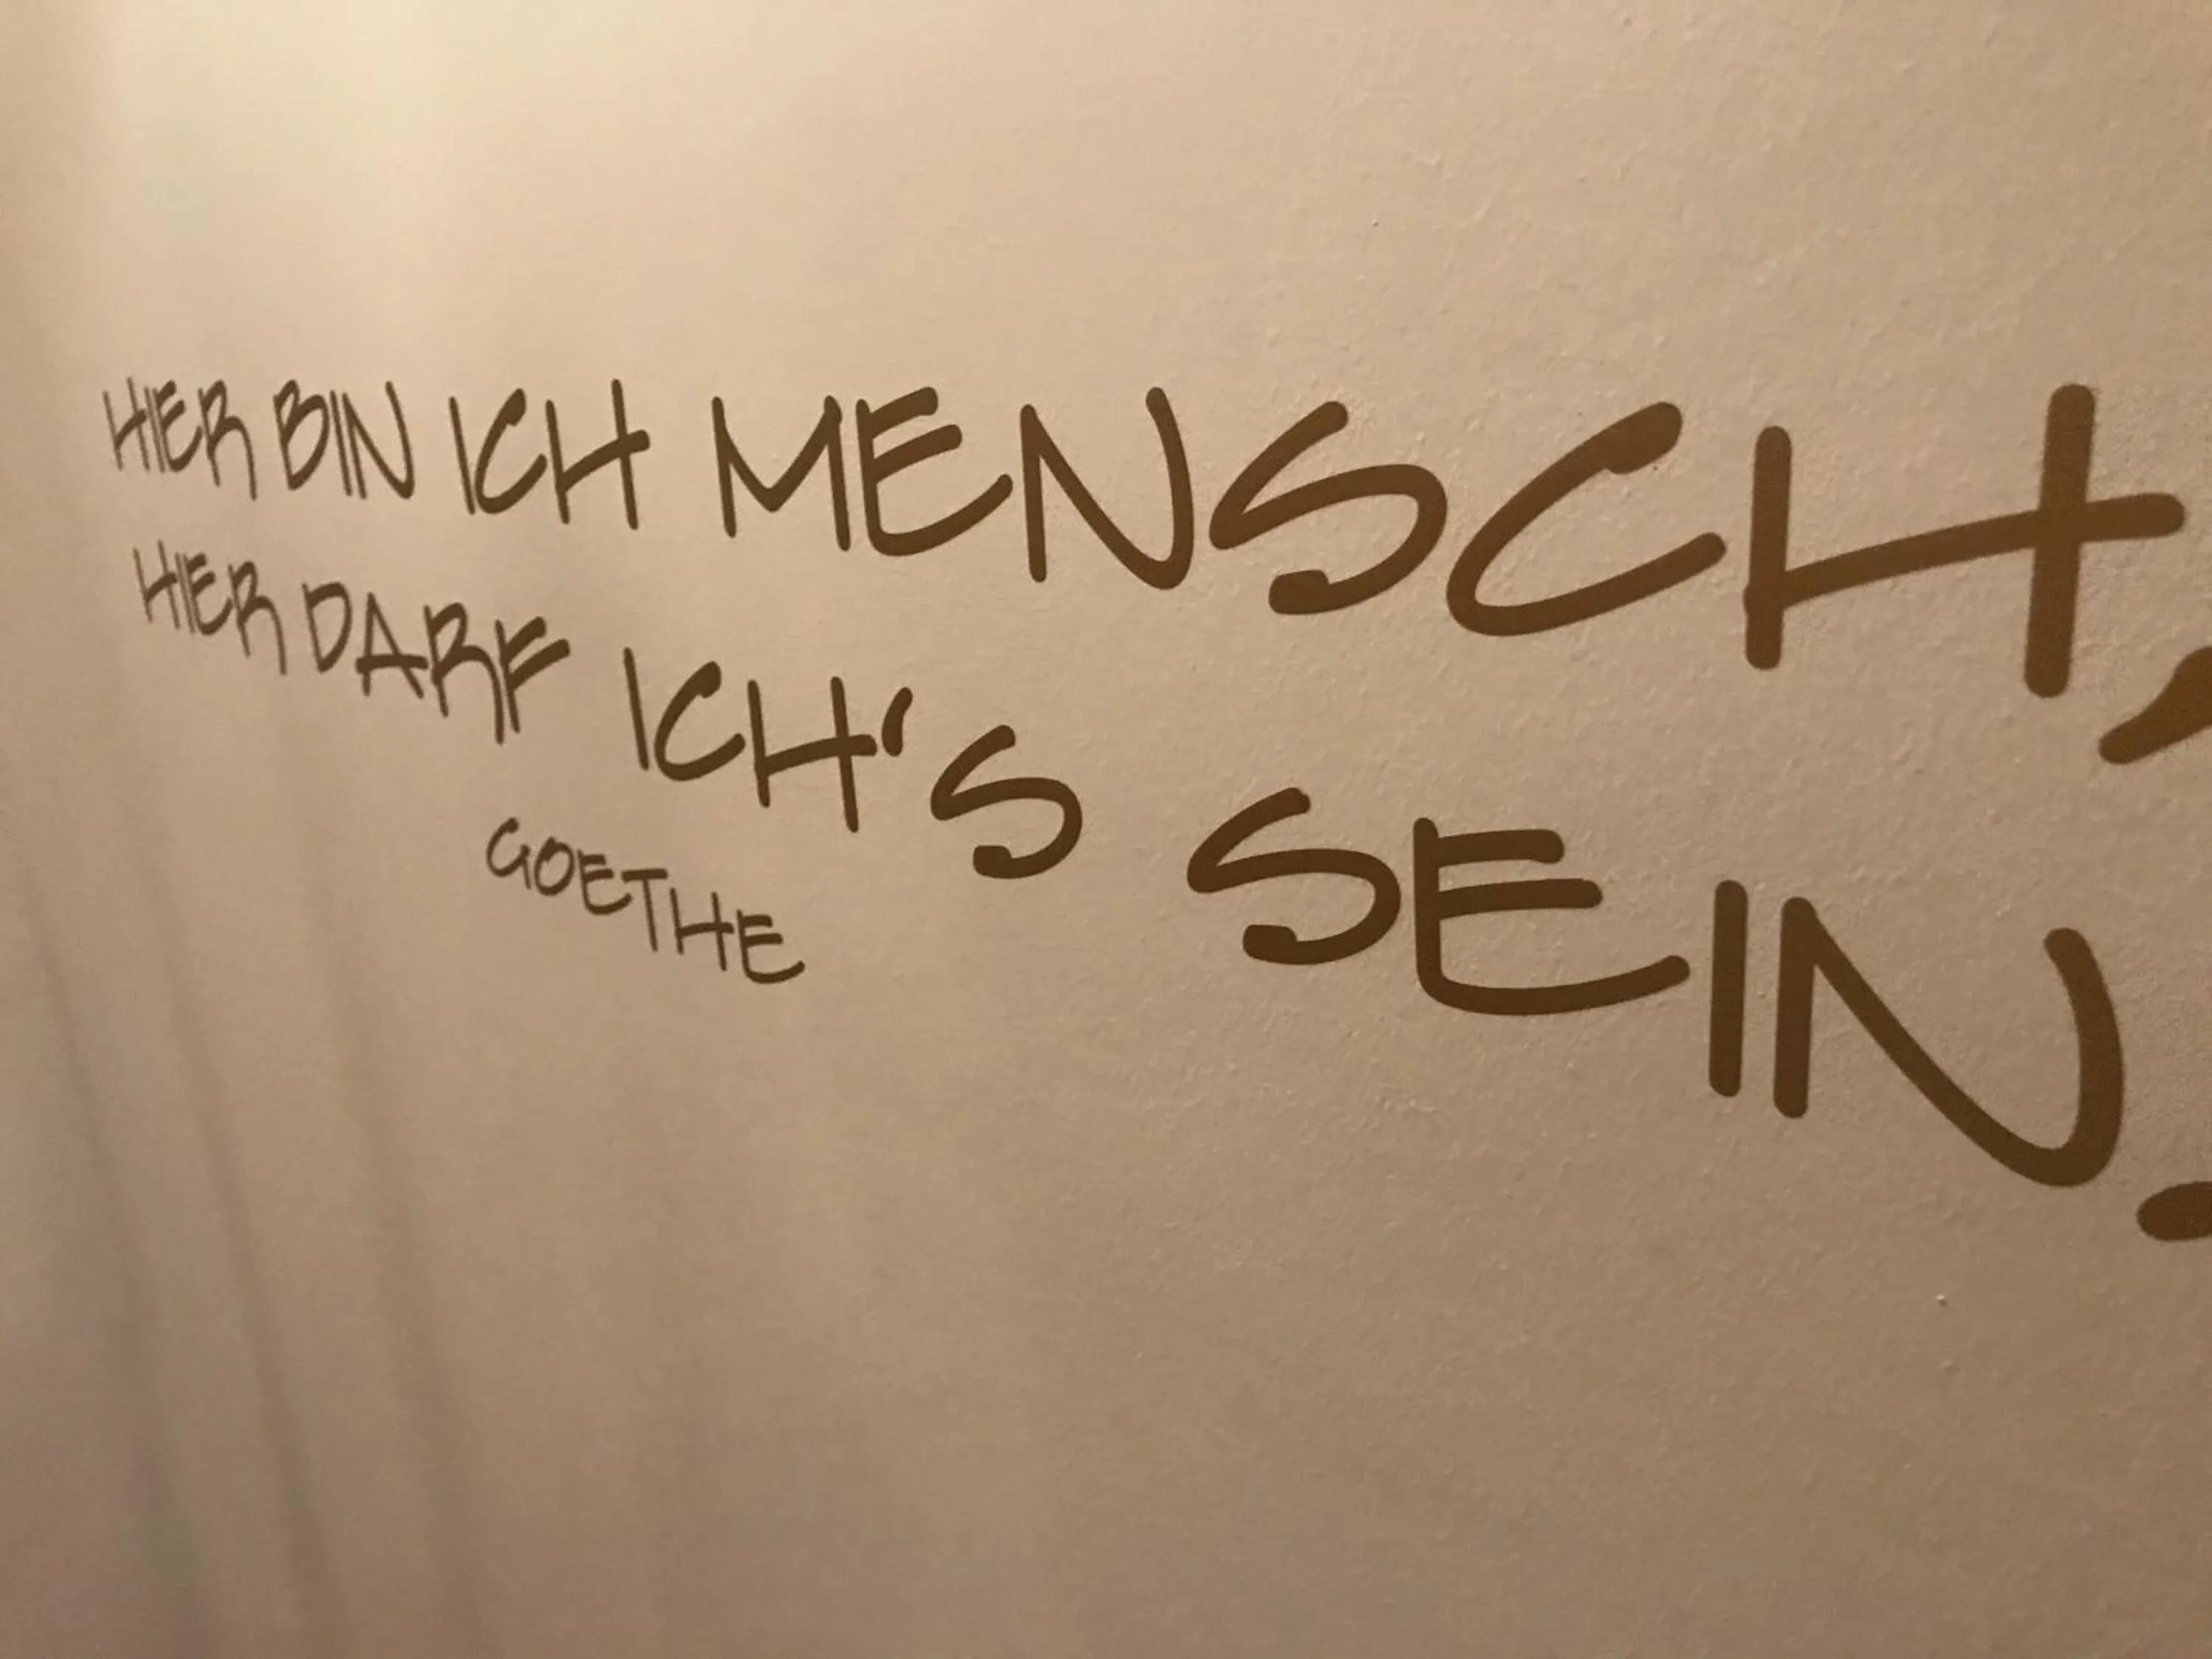 HIER BIN ICH MENSCH,
HIER DARF ICH'S SEIN.
GOETHE